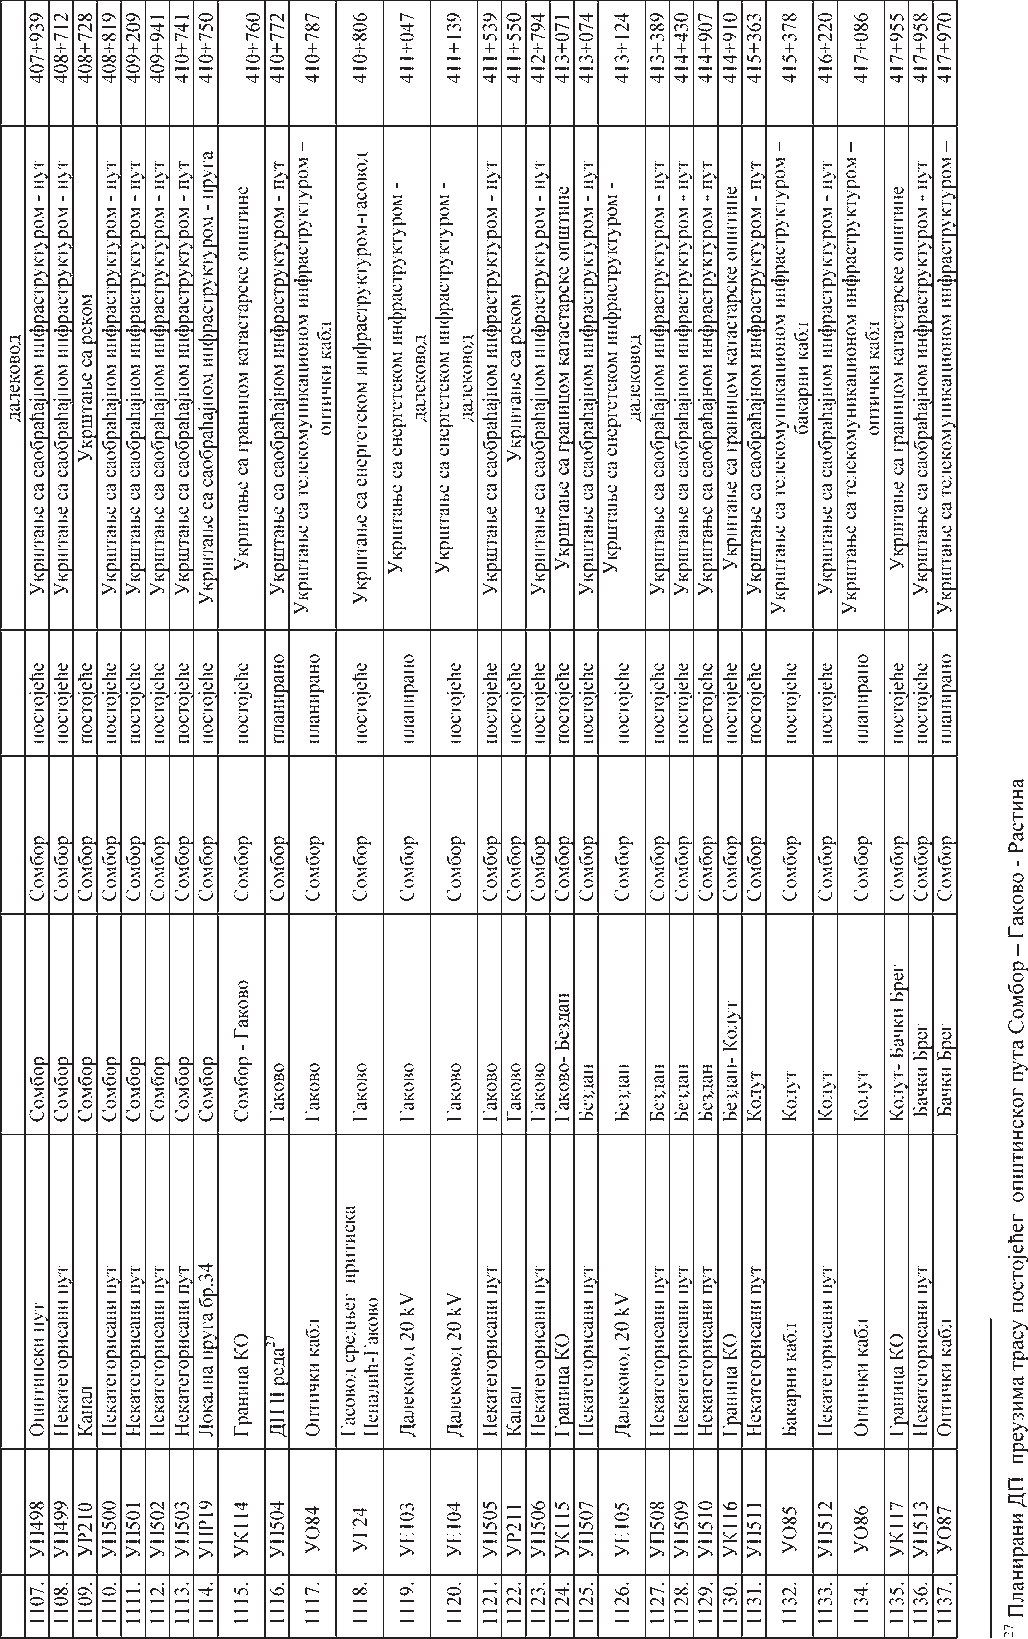 далековод
1107. УП498 Општински пут Сомбор Сомбор постојеће Укрштање са саобраћајном инфраструктуром - пут 407+939
1108. УП499 Некатегорисани пут Сомбор Сомбор постојеће Укрштање са саобраћајном инфраструктуром - пут 408+712
1109. УР210 Канал Сомбор Сомбор постојеће Укрштање са реком 408+728
1110. УП500 Некатегорисани пут Сомбор Сомбор постојеће Укрштање са саобраћајном инфраструктуром - пут 408+819
1111. УП501 Некатегорисани пут Сомбор Сомбор постојеће Укрштање са саобраћајном инфраструктуром - пут 409+209
1112. УП502 Некатегорисани пут Сомбор Сомбор постојеће Укрштање са саобраћајном инфраструктуром - пут 409+941
1113. УП503 Некатегорисани пут Сомбор Сомбор постојеће Укрштање са саобраћајном инфраструктуром - пут 410+741
1114. УПР19 Локална пруга бр.34 Сомбор Сомбор постојеће Укрштање са саобраћајном инфраструктуром - пруга 410+750
1115. УК114 Граница КО Сомбор - Гаково Сомбор постојеће Укрштање са границом катастарске општине 410+760
1116. УП504 ДП II реда27 Гаково Сомбор планирано Укрштање са саобраћајном инфраструктуром - пут 410+772
1117. УО84 Оптички кабл Гаково Сомбор планирано Укрштање са телекомуникационом инфраструктуром –
оптички кабл 410+787
1118. УГ24 Гасовод средњег притиска
Ненадић-Гаково Гаково Сомбор постојеће Укрштање са енергетском инфраструктуром-гасовод 410+806
1119. УЕ103 Далековод 20 kV Гаково Сомбор планирано Укрштање са енергетском инфраструктуром -
далековод 411+047
1120. УЕ104 Далековод 20 kV Гаково Сомбор постојеће Укрштање са енергетском инфраструктуром -
далековод 411+139
1121. УП505 Некатегорисани пут Гаково Сомбор постојеће Укрштање са саобраћајном инфраструктуром - пут 411+539
1122. УР211 Канал Гаково Сомбор постојеће Укрштање са реком 411+550
1123. УП506 Некатегорисани пут Гаково Сомбор постојеће Укрштање са саобраћајном инфраструктуром - пут 412+794
1124. УК115 Граница КО Гаково- Бездан Сомбор постојеће Укрштање са границом катастарске општине 413+071
1125. УП507 Некатегорисани пут Бездан Сомбор постојеће Укрштање са саобраћајном инфраструктуром - пут 413+074
1126. УЕ105 Далековод 20 kV Бездан Сомбор постојеће Укрштање са енергетском инфраструктуром -
далековод 413+124
1127. УП508 Некатегорисани пут Бездан Сомбор постојеће Укрштање са саобраћајном инфраструктуром - пут 413+389
1128. УП509 Некатегорисани пут Бездан Сомбор постојеће Укрштање са саобраћајном инфраструктуром - пут 414+430
1129. УП510 Некатегорисани пут Бездан Сомбор постојеће Укрштање са саобраћајном инфраструктуром - пут 414+907
1130. УК116 Граница КО Бездан- Колут Сомбор постојеће Укрштање са границом катастарске општине 414+910
1131. УП511 Некатегорисани пут Колут Сомбор постојеће Укрштање са саобраћајном инфраструктуром - пут 415+363
1132. УО85 Бакарни кабл Колут Сомбор постојеће Укрштање са телекомуникационом инфраструктуром –
бакарни кабл 415+378
1133. УП512 Некатегорисани пут Колут Сомбор постојеће Укрштање са саобраћајном инфраструктуром - пут 416+220
1134. УО86 Оптички кабл Колут Сомбор планирано Укрштање са телекомуникационом инфраструктуром –
оптички кабл 417+086
1135. УК117 Граница КО Колут- Бачки Брег Сомбор постојеће Укрштање са границом катастарске општине 417+955
1136. УП513 Некатегорисани пут Бачки Брег Сомбор постојеће Укрштање са саобраћајном инфраструктуром - пут 417+958
1137. УО87 Оптички кабл Бачки Брег Сомбор планирано Укрштање са телекомуникационом инфраструктуром – 417+970
27 Планирани ДП преузима трасу постојећег општинског пута Сомбор – Гаково - Растина